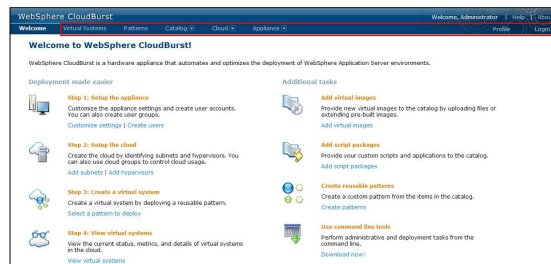 WebSphere CloudBurst
Welcome, Administrator | Help | Abou
Welcome Virtual Systems Patterns Catalog Cloud Appliance Profile Logou
Welcome to WebSphere CloudBurst!
WebSphere CloudBurst is a hardware appliance that automates and optimizes the deployment of WebSphere Application Server environments.
Deployment made easier
Step 1: Setup the appliance
Customize the appliance settings and create user accounts.
You can also create user groups.
Customize settings | Create users
Step 2: Setup the cloud
Create the cloud by identifying subnets and hypervisors. You
can also use cloud groups to control cloud usage.
Add subnets | Add hypervisors
Step 3: Create a virtual system
Create a virtual system by deploying a reusable pattern.
Select a pattern to deploy
Step 4: View virtual systems
View the current status, metrics, and details of virtual systems
in the cloud.
View virtual systems
Additional tasks
Add virtual images
Provide new virtual images to the catalog by uploading files or
extending pre-built images.
Add virtual images
Add script packages
Provide your custom scripts and applications to the catalog.
Add script packages
Create reusable patterns
Create a custom pattern from the items in the catalog.
Create patterns
Use command line tools
Perform administrative and deployment tasks from the
command line.
Download now!